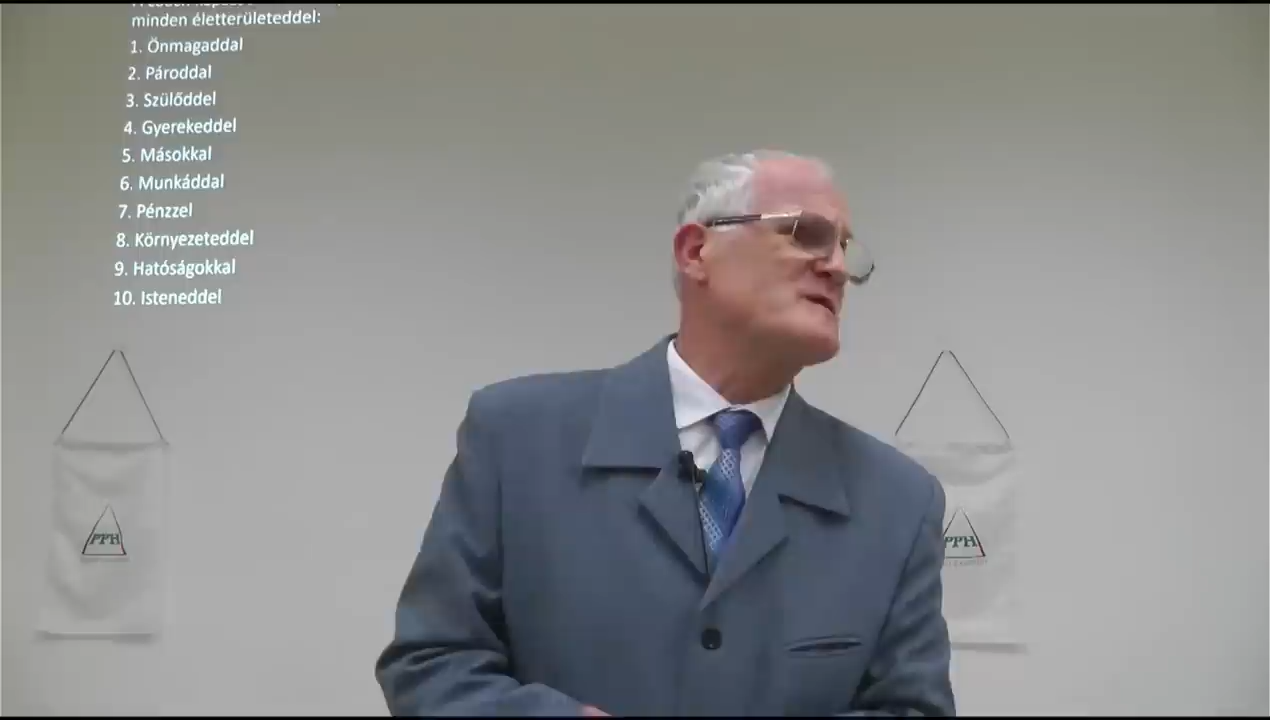 minden életterületeddel:
1. Önmagaddal
2. Pároddal
3. Szülőddel
4. Gyerekeddel
5. Másokkal
6. Munkáddal
7. Pénzzel
8. Környezeteddel
9. Hatóságokkal
10. Isteneddel
PPH
PPH